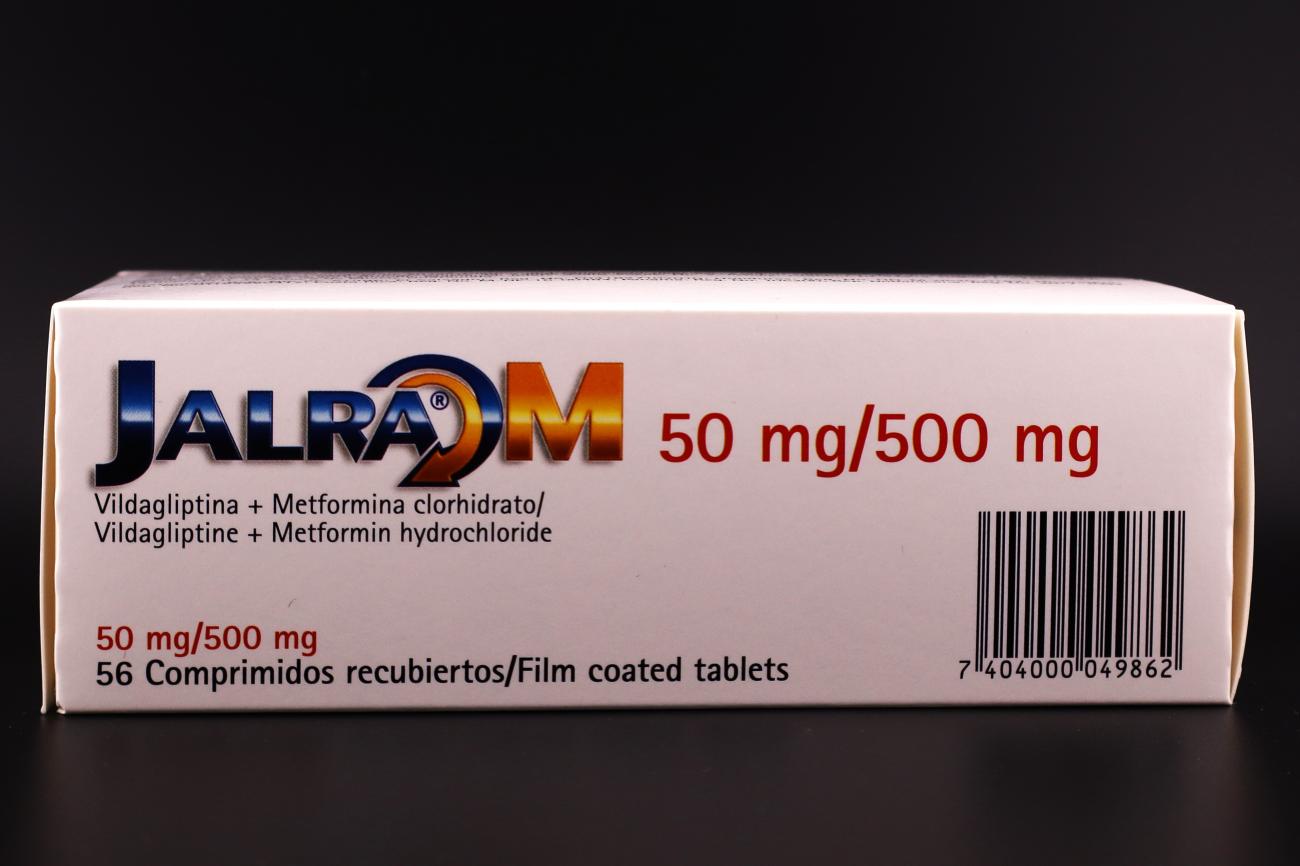 JALRA® M 50 mg/500 mg
Vildagliptina + Metformina clorhidrato/
Vildagliptine + Metformin hydrochloride
50 mg/500 mg
56 Comprimidos recubiertos/Film coated tablets
7 404000 049862